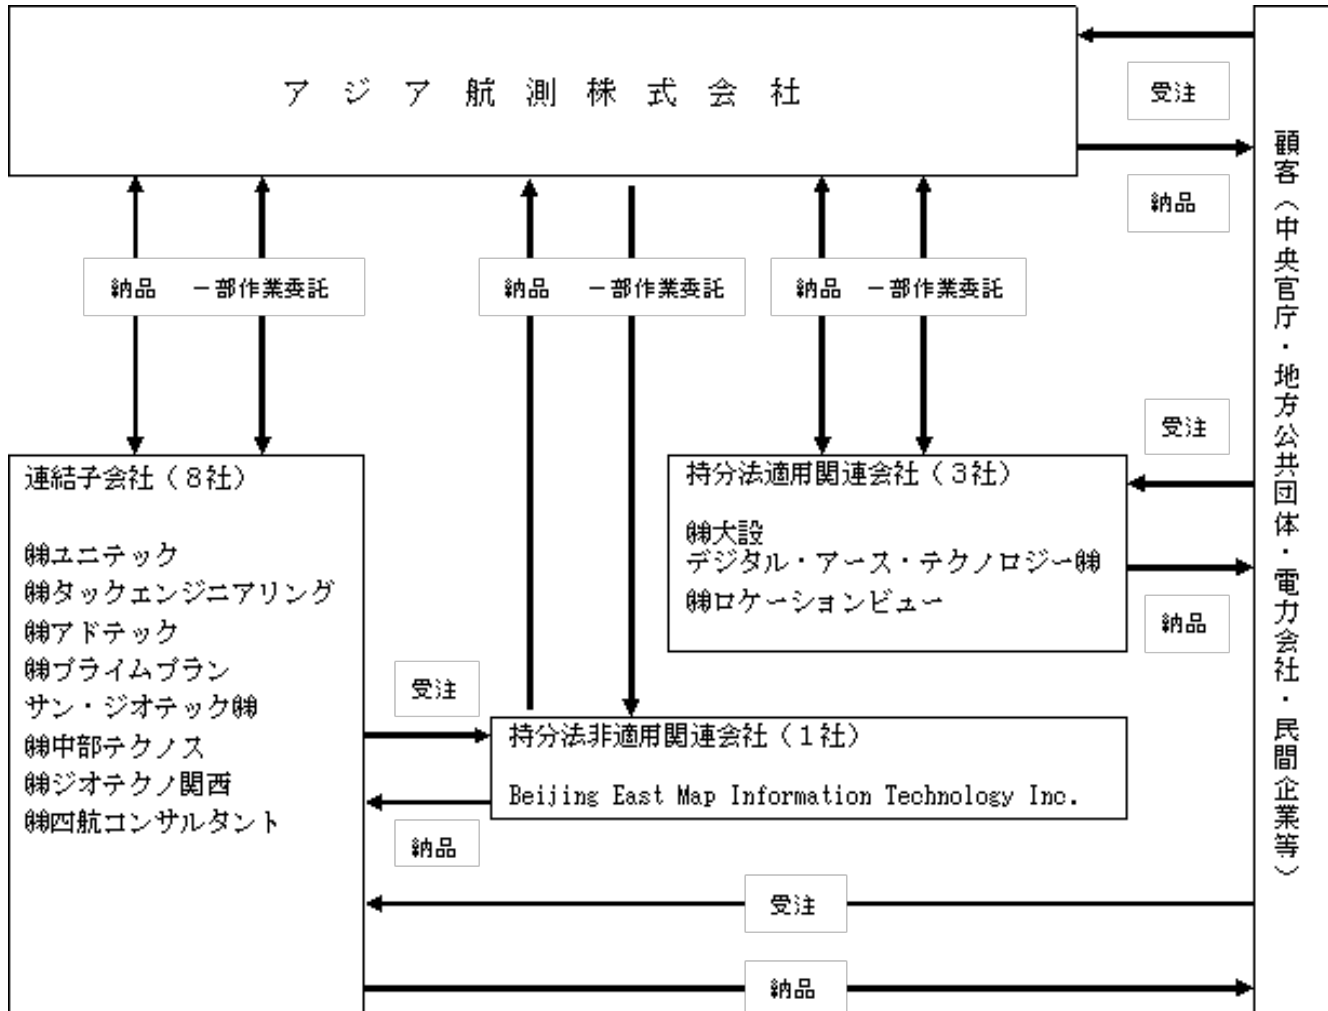 アジア航測株式会社
受注
納品
顧客（中央官庁・地方公共団体・電力会社・民間企業等）
納品 一部作業委託
納品 一部作業委託
納品 一部作業委託
受注
納品
連結子会社（８社）
㈱ユニテック
㈱タックエンジニアリング
㈱アドテック
㈱プライムプラン
サン・ジオテック㈱
㈱中部テクノス
㈱ジオテクノ関西
㈱四航コンサルタント
持分法適用関連会社（３社）
㈱大設
デジタル・アース・テクノロジー㈱
㈱ロケーションビュー
受注
納品
持分法非適用関連会社（１社）
Beijing East Map Information Technology Inc.
受注
納品